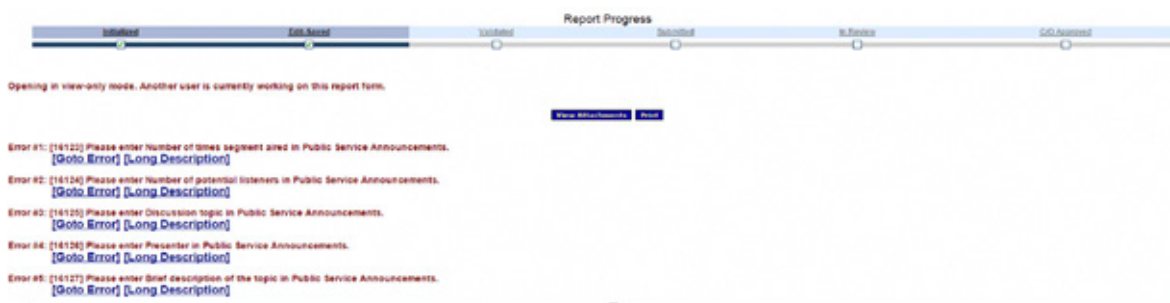 Report Progress
Initialized Edit-Saved Validated Submitted In Review C/O Approved
Opening in view-only mode. Another user is currently working on this report form.
View Attachments Print
Error #1: [16123] Please enter Number of times segment aired in Public Service Announcements.
[Goto Error] [Long Description]
Error #2: [16124] Please enter Number of potential listeners in Public Service Announcements.
[Goto Error] [Long Description]
Error #3: [16125] Please enter Discussion topic in Public Service Announcements.
[Goto Error] [Long Description]
Error #4: [16126] Please enter Presenter in Public Service Announcements.
[Goto Error] [Long Description]
Error #5: [16127] Please enter Brief description of the topic in Public Service Announcements.
[Goto Error] [Long Description]